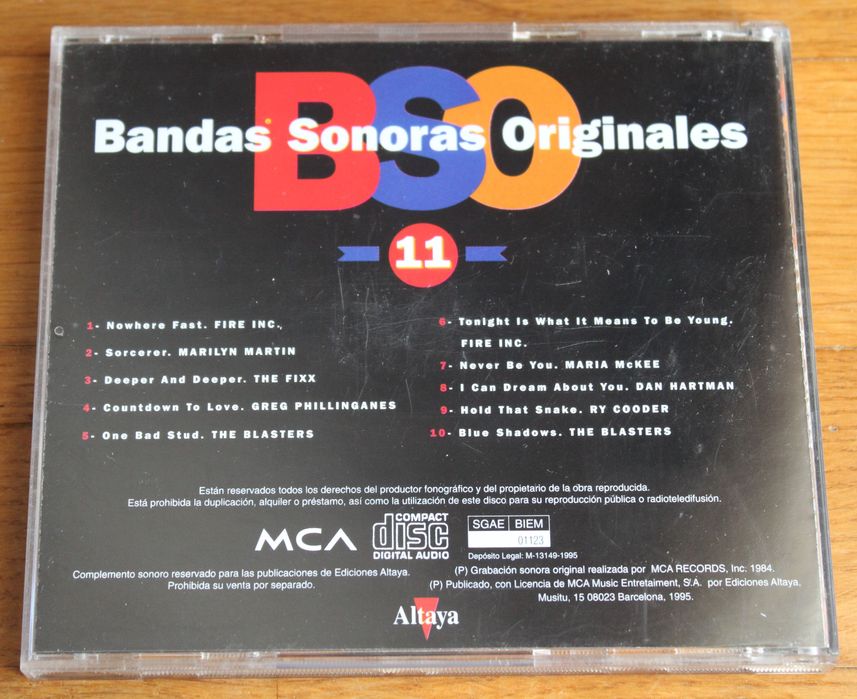 BSO
Bandas Sonoras Originales
11
1- Nowhere Fast. FIRE INC.,
2- Sorcerer. MARILYN MARTIN
3- Deeper And Deeper. THE FIXX
4- Countdown To Love. GREG PHILLINGANES
5- One Bad Stud. THE BLASTERS
6- Tonight Is What It Means To Be Young.
FIRE INC.
7- Never Be You. MARIA McKEE
8- I Can Dream About You. DAN HARTMAN
9- Hold That Snake. RY COODER
10- Blue Shadows. THE BLASTERS
Están reservados todos los derechos del productor fonográfico y del propietario de la obra reproducida.
Está prohibida la duplicación, alquiler o préstamo, así como la utilización de este disco para su reproducción pública o radioteledifusión.
MCA
COMPACT
disc
DIGITAL AUDIO
SGAE BIEM
01123
Depósito Legal: M-13149-1995
Complemento sonoro reservado para las publicaciones de Ediciones Altaya.
Prohibida su venta por separado.
(P) Grabación sonora original realizada por MCA RECORDS, Inc. 1984.
(P) Publicado, con Licencia de MCA Music Entretaiment, S.A. por Ediciones Altaya,
Musitu, 15 08023 Barcelona, 1995.
Altaya